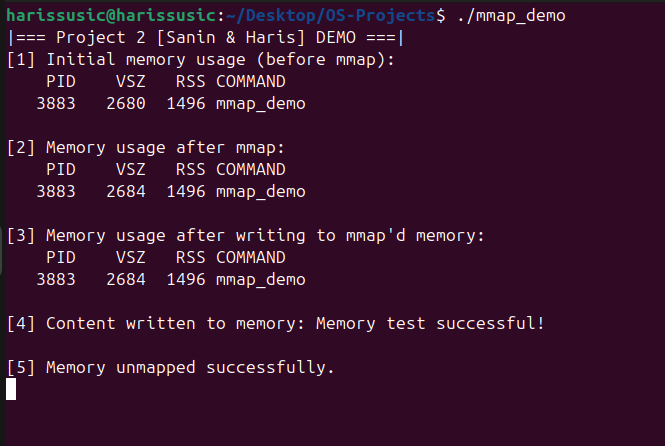 harissusic@harissusic:~/Desktop/OS-Projects$ ./mmap_demo
|=== Project 2 [Sanin & Haris] DEMO ===|
[1] Initial memory usage (before mmap):
    PID    VSZ   RSS COMMAND
   3883   2680  1496 mmap_demo

[2] Memory usage after mmap:
    PID    VSZ   RSS COMMAND
   3883   2684  1496 mmap_demo

[3] Memory usage after writing to mmap'd memory:
    PID    VSZ   RSS COMMAND
   3883   2684  1496 mmap_demo

[4] Content written to memory: Memory test successful!

[5] Memory unmapped successfully.